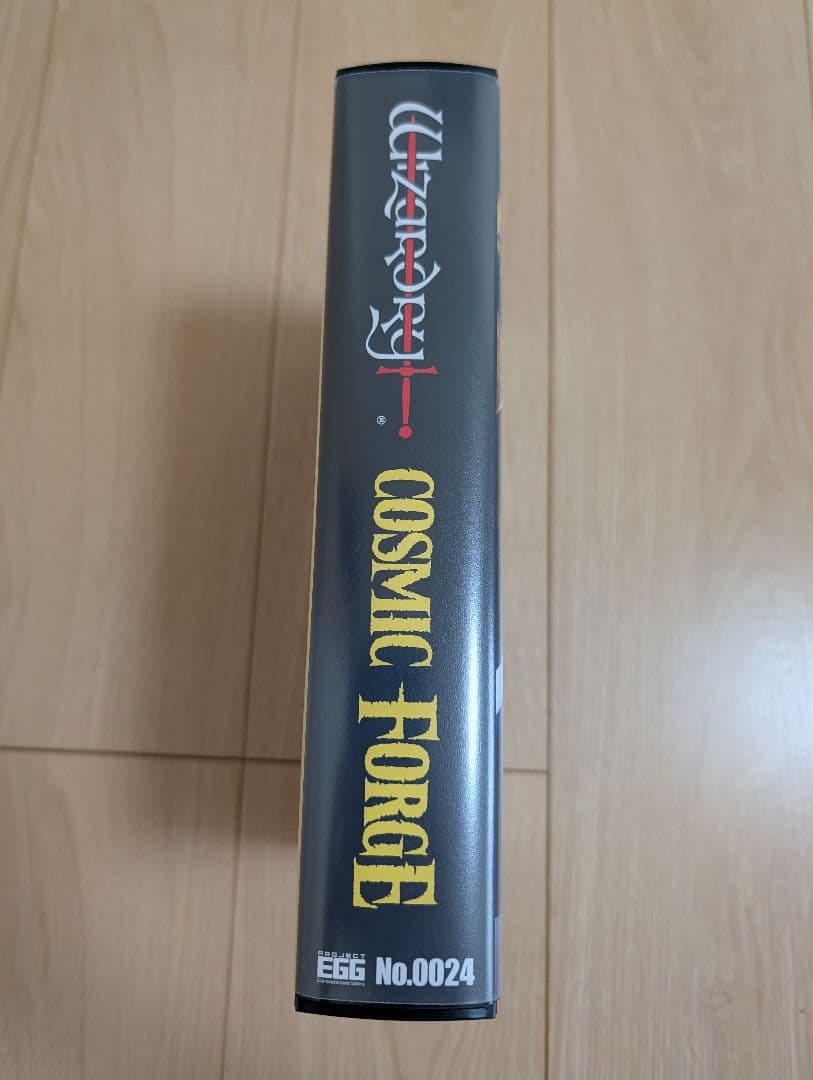 Wizardry
®
COSMIC FORGE
PROJECT
EGG
No.0024